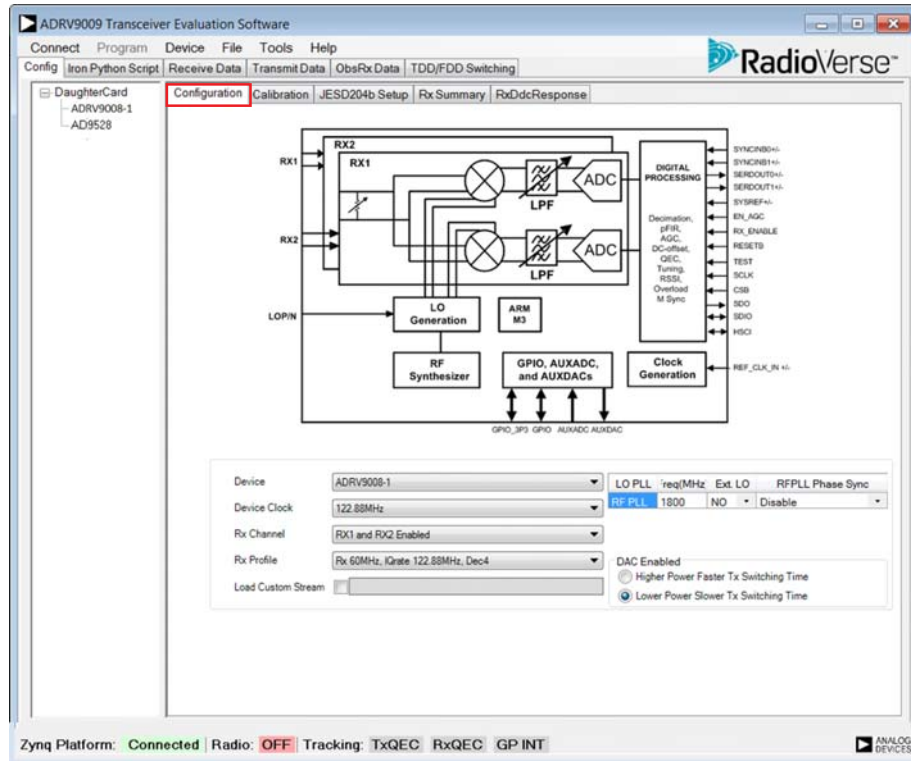 ADRV9009 Transceiver Evaluation Software
Connect Program Device File Tools Help
RadioVerse™
Config Iron Python Script Receive Data Transmit Data ObsRx Data TDD/FDD Switching
DaughterCard
ADRV9008-1
AD9528
Configuration Calibration JESD204b Setup Rx Summary RxDdcResponse
RX2
RX1
RX1
RX2
LPF
ADC
LPF
ADC
DIGITAL
PROCESSING
Decimation,
pFIR,
AGC,
DC-offset,
QEC,
Tuning,
RSSI,
Overload
M Sync
SYNCINB0+/-
SYNCINB1+/-
SERDOUT0+/-
SERDOUT1+/-
SYSREF+/-
EN_AGC
RX_ENABLE
RESETB
TEST
SCLK
CSB
SDO
SDIO
HSCI
LOP/N
LO
Generation
ARM
M3
RF
Synthesizer
GPIO, AUXADC,
and AUXDACs
Clock
Generation
REF_CLK_IN +/-
GPIO_3P3 GPIO AUXADC AUXDAC
Device ADRV9008-1
Device Clock 122.88MHz
Rx Channel RX1 and RX2 Enabled
Rx Profile Rx 60MHz, IQrate 122.88MHz, Dec4
Load Custom Stream
LO PLL req(MHz Ext. LO RFPLL Phase Sync
RF PLL 1800 NO Disable
DAC Enabled
Higher Power Faster Tx Switching Time
Lower Power Slower Tx Switching Time
Zynq Platform: Connected Radio: OFF Tracking: TxQEC RxQEC GP INT
ANALOG
DEVICES